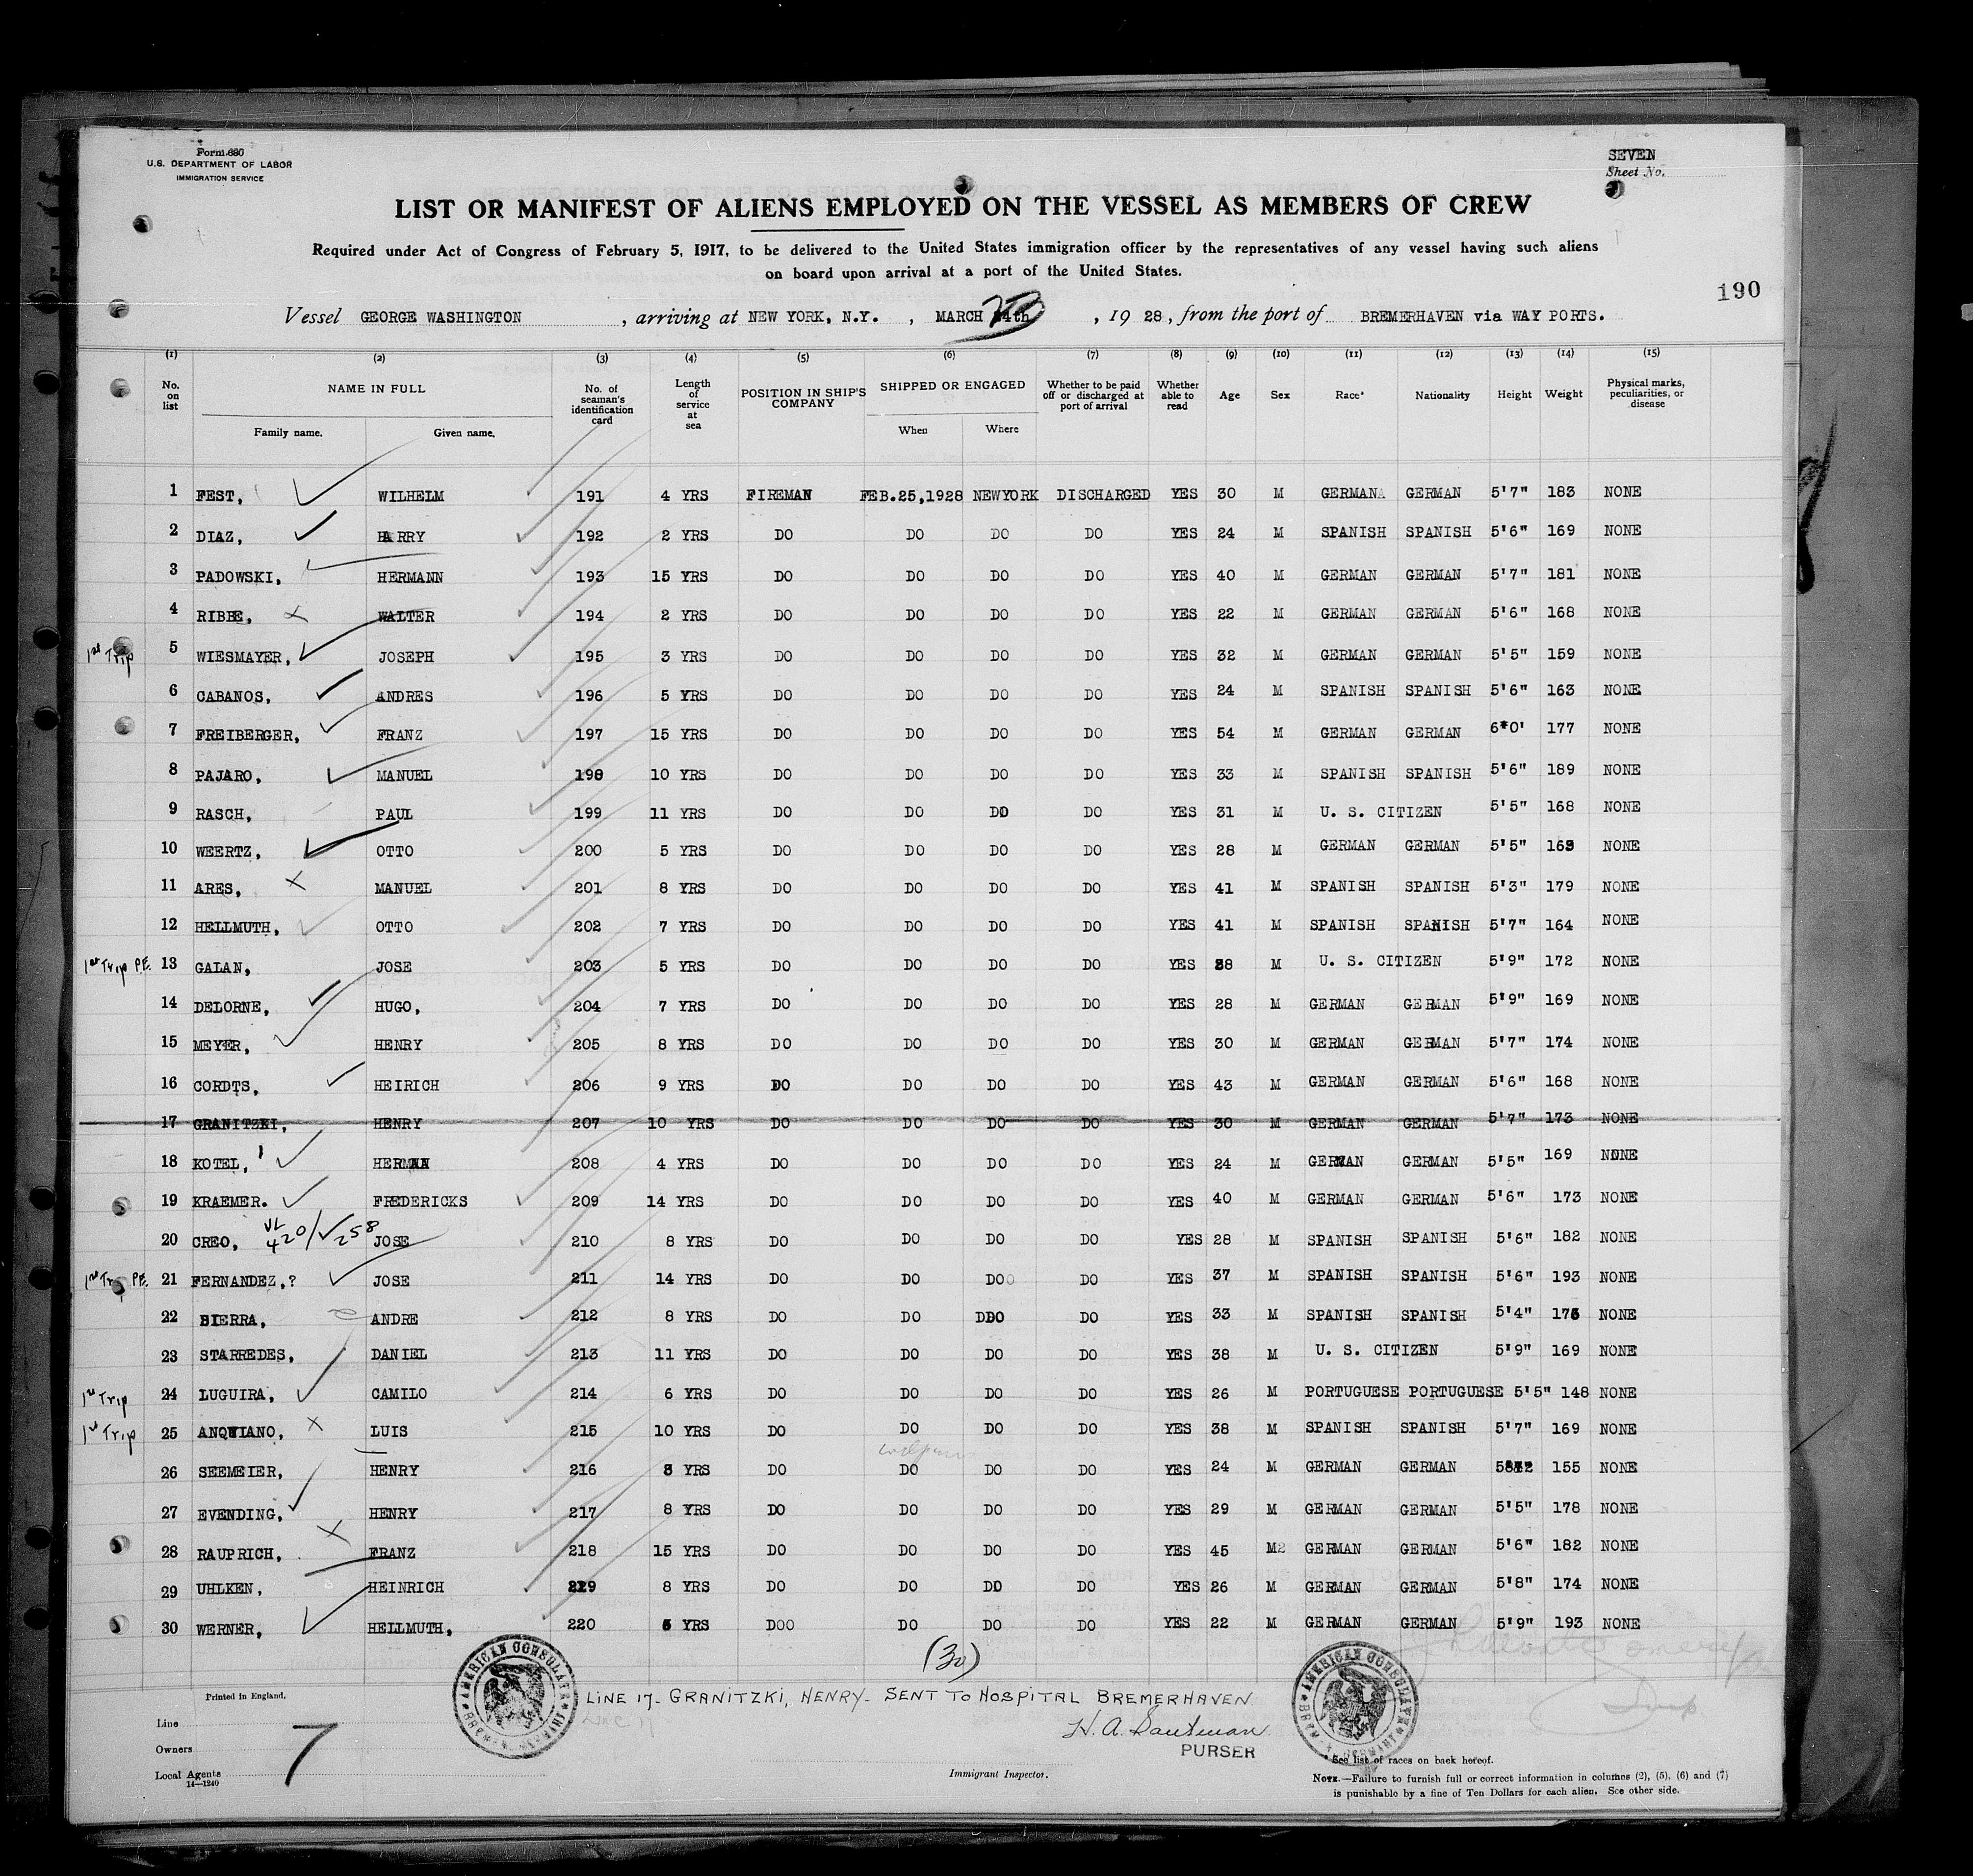 Form 680
U.S. DEPARTMENT OF LABOR
IMMIGRATION SERVICE
SEVEN
Sheet No.
LIST OR MANIFEST OF ALIENS EMPLOYED ON THE VESSEL AS MEMBERS OF CREW
Required under Act of Congress of February 5, 1917, to be delivered to the United States immigration officer by the representatives of any vessel having such aliens
on board upon arrival at a port of the United States.
190
Vessel GEORGE WASHINGTON, arriving at NEW YORK, N.Y., MARCH, 19 28, from the port of BREMERHAVEN via WAY PORTS.
(1) (2) (3) (4) (5) (6) (7) (8) (9) (10) (11) (12) (13) (14) (15)
No. on list NAME IN FULL Family name. Given name. No. of seaman's identification card Length of service at sea POSITION IN SHIP'S COMPANY SHIPPED OR ENGAGED When Where Whether to be paid off or discharged at port of arrival Whether able to read Age Sex Race* Nationality Height Weight Physical marks, peculiarities, or disease
1 FEST, WILHELM 191 4 YRS FIREMAN FEB.25,1928 NEWYORK DISCHARGED YES 30 M GERMAN GERMAN 5'7" 183 NONE
2 DIAZ, HARRY 192 2 YRS DO DO DO DO YES 24 M SPANISH SPANISH 5'6" 169 NONE
3 PADOWSKI, HERMANN 193 15 YRS DO DO DO DO YES 40 M GERMAN GERMAN 5'7" 181 NONE
4 RIBBE, WALTER 194 2 YRS DO DO DO DO YES 22 M GERMAN GERMAN 5'6" 168 NONE
1st Trip 5 WIESMAYER, JOSEPH 195 3 YRS DO DO DO DO YES 32 M GERMAN GERMAN 5'5" 159 NONE
6 CABANOS, ANDRES 196 5 YRS DO DO DO DO YES 24 M SPANISH SPANISH 5'6" 163 NONE
7 FREIBERGER, FRANZ 197 15 YRS DO DO DO DO YES 54 M GERMAN GERMAN 6"0' 177 NONE
8 PAJARO, MANUEL 198 10 YRS DO DO DO DO YES 33 M SPANISH SPANISH 5'6" 189 NONE
9 RASCH, PAUL 199 11 YRS DO DO DO DO YES 31 M U. S. CITIZEN 5'5" 168 NONE
10 WEERTZ, OTTO 200 5 YRS DO DO DO DO YES 28 M GERMAN GERMAN 5'5" NONE
11 ARES, MANUEL 201 8 YRS DO DO DO DO YES 41 M SPANISH SPANISH 5'3" 179 NONE
12 HELLMUTH, OTTO 202 7 YRS DO DO DO DO YES 41 M SPANISH SPANISH 5'7" 164 NONE
1st Trip P.E. 13 GALAN, JOSE 203 5 YRS DO DO DO DO YES M U. S. CITIZEN 5'9" 172 NONE
14 DELORNE, HUGO, 204 7 YRS DO DO DO DO YES 28 M GERMAN GERMAN 5'9" 169 NONE
15 MEYER, HENRY 205 8 YRS DO DO DO DO YES 30 M GERMAN GERMAN 5'7" 174 NONE
16 CORDTS, HEIRICH 206 9 YRS DO DO DO DO YES 43 M GERMAN GERMAN 5'6" 168 NONE
17 GRANITZKI, HENRY 207 10 YRS DO DO DO DO YES 30 M GERMAN GERMAN 5'7" 173 NONE
18 KOTEL, HERMAN 208 4 YRS DO DO DO DO YES 24 M GERMAN GERMAN 5'5" 169 NONE
19 KRAEMER. FREDERICKS 209 14 YRS DO DO DO DO YES 40 M GERMAN GERMAN 5'6" 173 NONE
20 CREO, 420/258 JOSE 210 8 YRS DO DO DO DO YES 28 M SPANISH SPANISH 5'6" 182 NONE
1st Tr P.E. 21 FERNANDEZ,? JOSE 211 14 YRS DO DO DOO DO YES 37 M SPANISH SPANISH 5'6" 193 NONE
22 SIERRA, ANDRE 212 8 YRS DO DO DDO DO YES 33 M SPANISH SPANISH 5'4" NONE
23 STARREDES, DANIEL 213 11 YRS DO DO DO DO YES 38 M U. S. CITIZEN 5'9" 169 NONE
1st Trip 24 LUGUIRA, CAMILO 214 6 YRS DO DO DO DO YES 26 M PORTUGUESE PORTUGUESE 5'5" 148 NONE
1st Trip 25 ANQUIANO, LUIS 215 10 YRS DO DO DO DO YES 38 M SPANISH SPANISH 5'7" 169 NONE
26 SEEMEIER, HENRY 216 YRS DO DO DO DO YES 24 M GERMAN GERMAN 155 NONE
27 EVENDING, HENRY 217 8 YRS DO DO DO DO YES 29 M GERMAN GERMAN 5'5" 178 NONE
28 RAUPRICH, FRANZ 218 15 YRS DO DO DO DO YES 45 M GERMAN GERMAN 5'6" 182 NONE
29 UHLKEN, HEINRICH 219 8 YRS DO DO DO DO YES 26 M GERMAN GERMAN 5'8" 174 NONE
30 WERNER, HELLMUTH, 220 YRS DOO DO DO DO YES 22 M GERMAN GERMAN 5'9" 193 NONE
(30)
AMERICAN CONSULATE
AMERICAN CONSULATE
Printed in England.
LINE 17- GRANITZKI, HENRY- SENT TO HOSPITAL BREMERHAVEN
Line 17
PURSER
Line
Owners
Local Agents
14—1240
7
Immigrant Inspector.
See list of races on back hereof.
NOTE.—Failure to furnish full or correct information in columns (2), (5), (6) and (7)
is punishable by a fine of Ten Dollars for each alien. See other side.